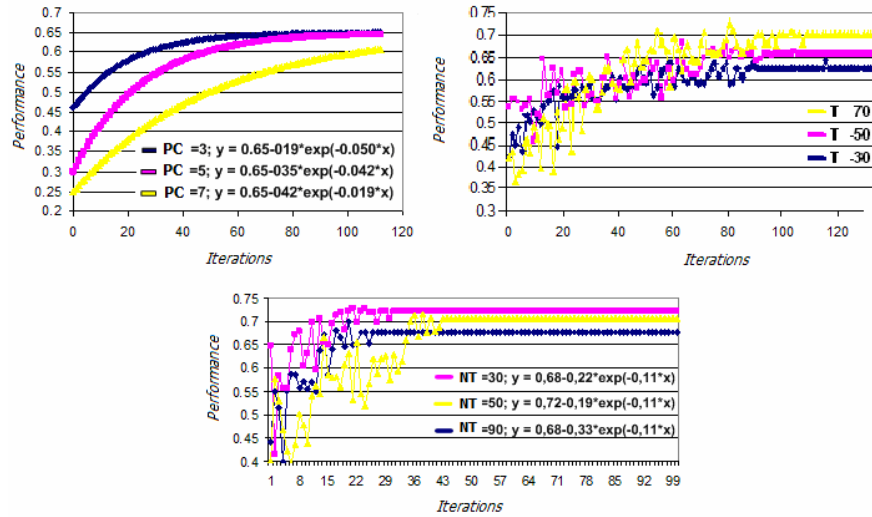 0.7
0.65
0.6
0.55
0.5
0.45
0.4
0.35
0.3
0.25
0.2
Performance
PC =3; y = 0.65-019*exp(-0.050*x)
PC =5; y = 0.65-035*exp(-0.042*x)
PC =7; y = 0.65-042*exp(-0.019*x)
0 20 40 60 80 100 120
Iterations
0.75
0.7
0.65
0.6
0.55
0.5
0.45
0.4
0.35
0.3
Performance
T 70
T -50
T -30
0 20 40 60 80 100 120
Iterations
0.75
0.7
0.65
0.6
0.55
0.5
0.45
0.4
Performance
NT =30; y = 0,68-0,22*exp(-0,11*x)
NT =50; y = 0,72-0,19*exp(-0,11*x)
NT =90; y = 0,68-0,33*exp(-0,11*x)
1 8 15 22 29 36 43 50 57 64 71 78 85 92 99
Iterations